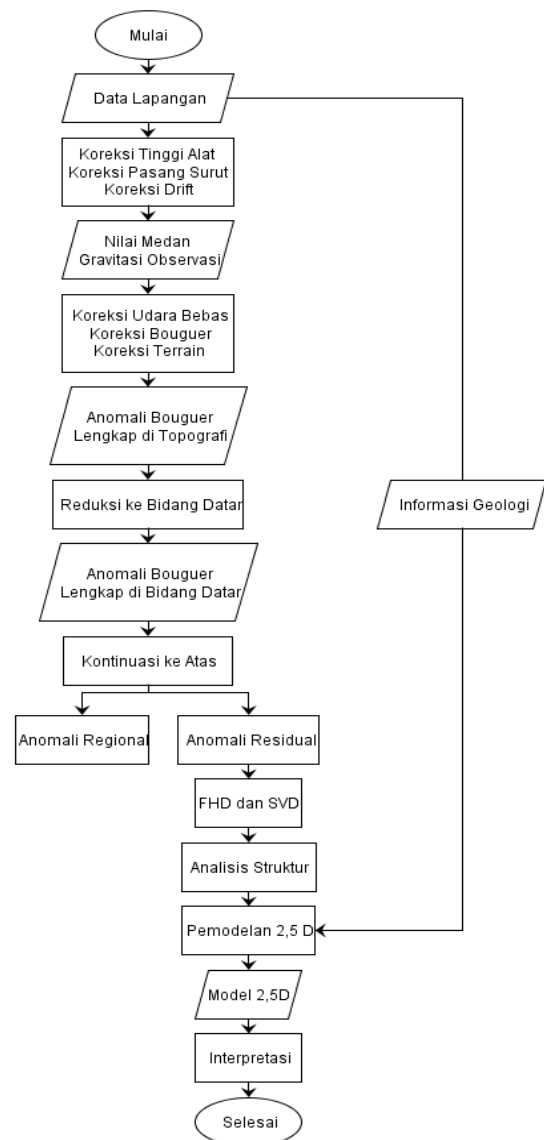 Mulai
Data Lapangan
Koreksi Tinggi Alat
Koreksi Pasang Surut
Koreksi Drift
Nilai Medan
Gravitasi Observasi
Koreksi Udara Bebas
Koreksi Bouguer
Koreksi Terrain
Anomali Bouguer
Lengkap di Topografi
Reduksi ke Bidang Datar
Informasi Geologi
Anomali Bouguer
Lengkap di Bidang Datar
Kontinuasi ke Atas
Anomali Regional
Anomali Residual
FHD dan SVD
Analisis Struktur
Pemodelan 2,5 D
Model 2,5D
Interpretasi
Selesai